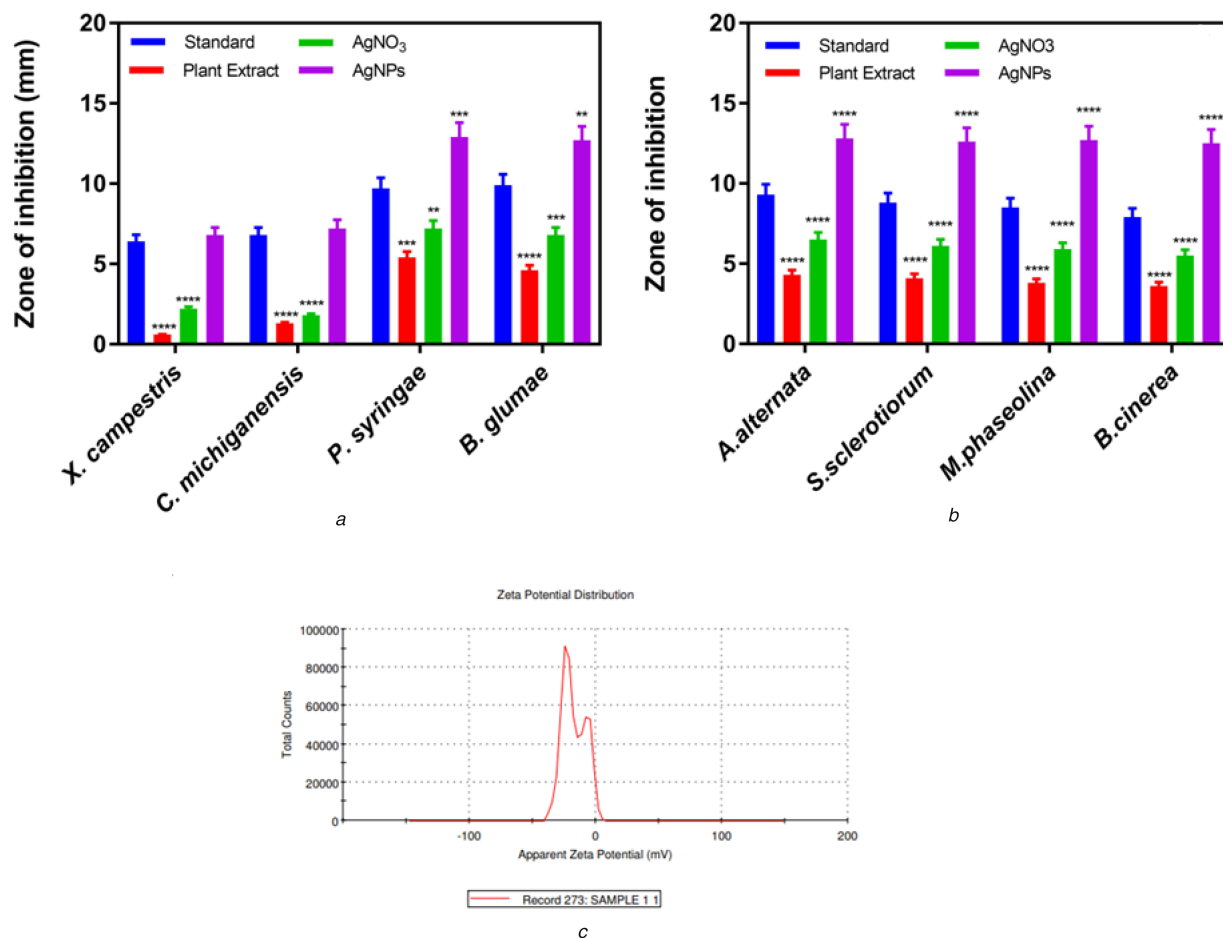 20
15
10
5
0
Zone of inhibition (mm)
Standard
AgNO₃
Plant Extract
AgNPs
****
****
****
****
***
**
***
****
***
**
X. campestris
C. michiganensis
P. syringae
B. glumae
a
20
15
10
5
0
Zone of inhibition
Standard
AgNO3
Plant Extract
AgNPs
****
****
****
****
****
****
****
****
****
****
****
****
A.alternata
S.sclerotiorum
M.phaseolina
B.cinerea
b
Zeta Potential Distribution
100000
80000
60000
40000
20000
0
Total Counts
-100
0
100
200
Apparent Zeta Potential (mV)
Record 273: SAMPLE 1 1
c